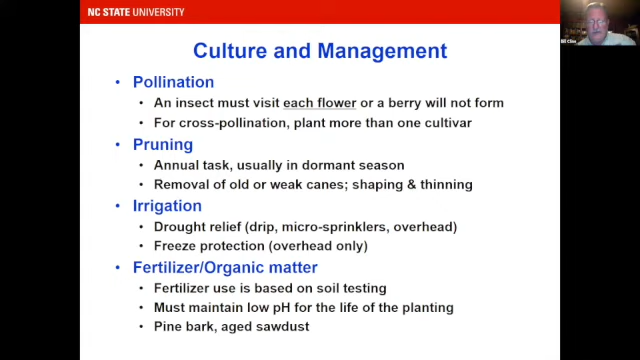 NC STATE UNIVERSITY
Culture and Management
• Pollination
• An insect must visit each flower or a berry will not form
• For cross-pollination, plant more than one cultivar
• Pruning
• Annual task, usually in dormant season
• Removal of old or weak canes; shaping & thinning
• Irrigation
• Drought relief (drip, micro-sprinklers, overhead)
• Freeze protection (overhead only)
• Fertilizer/Organic matter
• Fertilizer use is based on soil testing
• Must maintain low pH for the life of the planting
• Pine bark, aged sawdust
Bill Cline